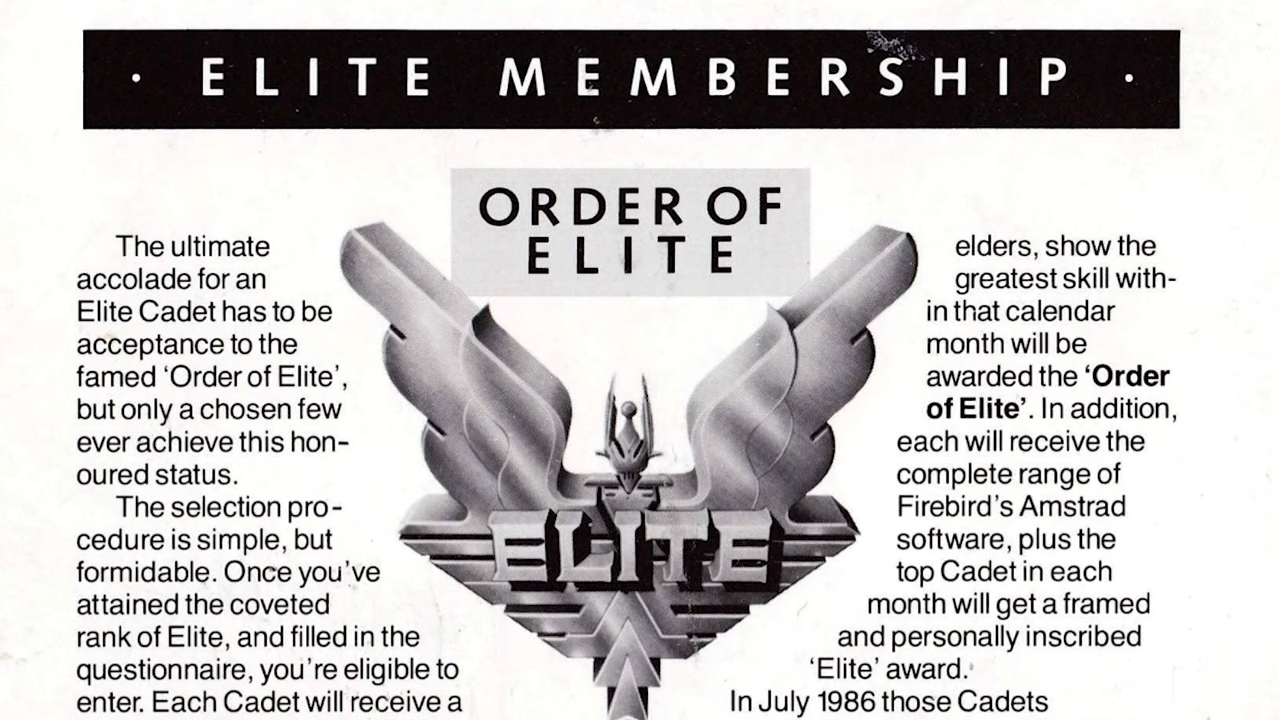 · ELITE MEMBERSHIP ·
ORDER OF
ELITE
The ultimate
accolade for an
Elite Cadet has to be
acceptance to the
famed ‘Order of Elite’,
but only a chosen few
ever achieve this hon-
oured status.
The selection pro-
cedure is simple, but
formidable. Once you’ve
attained the coveted
rank of Elite, and filled in the
questionnaire, you’re eligible to
enter. Each Cadet will receive a
ELITE
elders, show the
greatest skill with-
in that calendar
month will be
awarded the ‘Order
of Elite’. In addition,
each will receive the
complete range of
Firebird’s Amstrad
software, plus the
top Cadet in each
month will get a framed
and personally inscribed
‘Elite’ award.
In July 1986 those Cadets